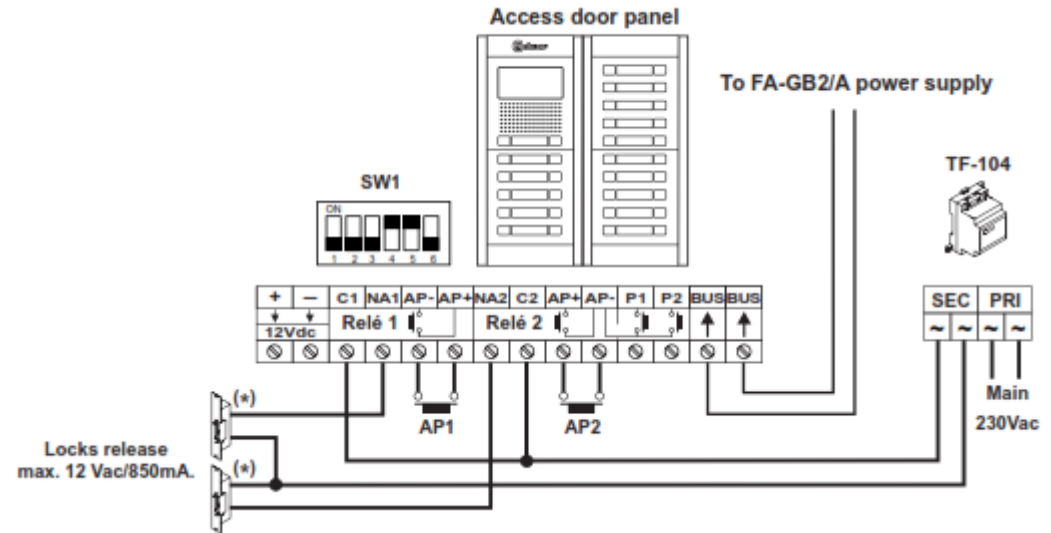 Access door panel
Golmar
To FA-GB2/A power supply
TF-104
SW1
ON
1 2 3 4 5 6
+ – C1 NA1 AP- AP+ NA2 C2 AP+ AP- P1 P2 BUS BUS
12Vdc Relé 1 Relé 2
SEC PRI
~ ~ ~ ~
Main
230Vac
(*)
AP1 AP2
Locks release
max. 12 Vac/850mA.
(*)